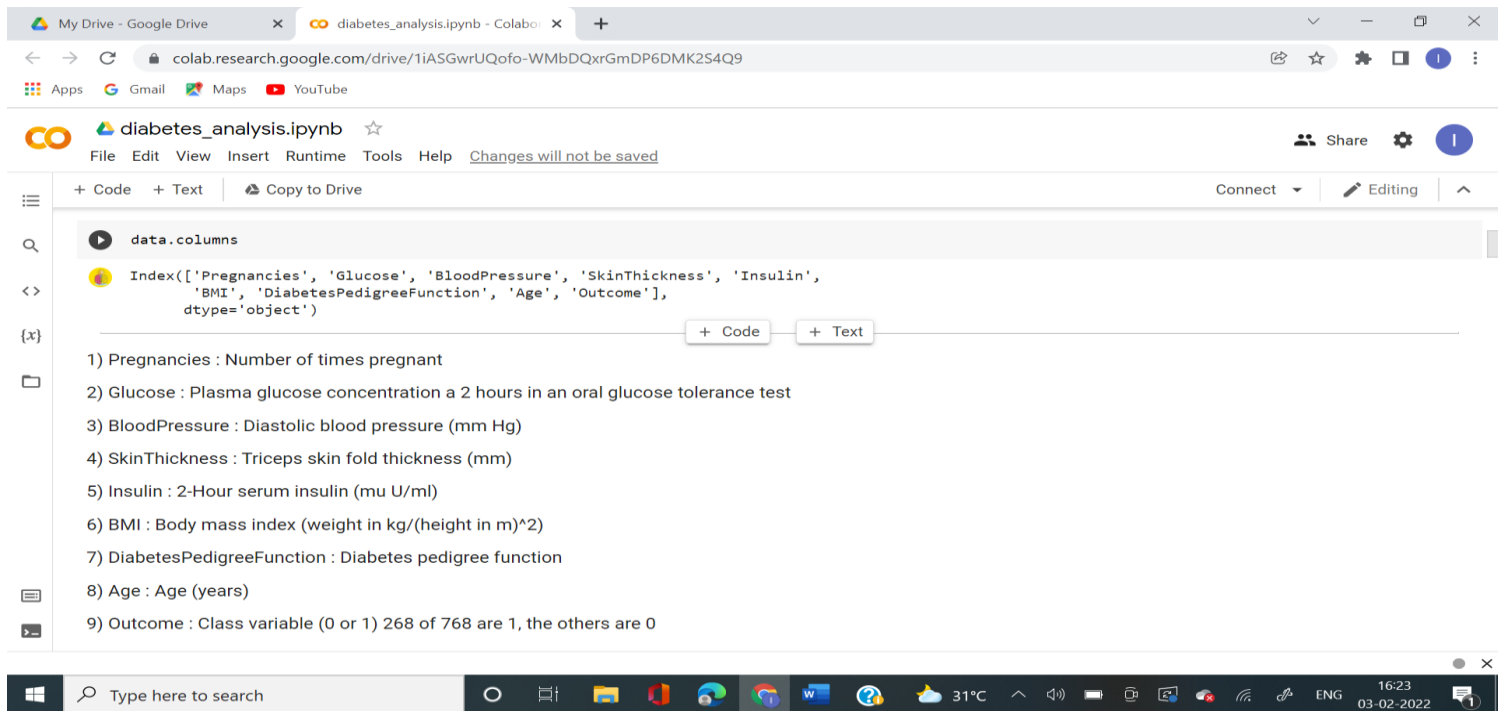 My Drive - Google Drive
diabetes_analysis.ipynb - Colabor
colab.research.google.com/drive/1iASGwrUQofo-WMbDQxrGmDP6DMK2S4Q9
I
Apps Gmail Maps YouTube
diabetes_analysis.ipynb
File Edit View Insert Runtime Tools Help Changes will not be saved
Share
I
+ Code + Text Copy to Drive
Connect Editing
data.columns
Index(['Pregnancies', 'Glucose', 'BloodPressure', 'SkinThickness', 'Insulin',
'BMI', 'DiabetesPedigreeFunction', 'Age', 'Outcome'],
dtype='object')
+ Code + Text
{x}
1) Pregnancies : Number of times pregnant
2) Glucose : Plasma glucose concentration a 2 hours in an oral glucose tolerance test
3) BloodPressure : Diastolic blood pressure (mm Hg)
4) SkinThickness : Triceps skin fold thickness (mm)
5) Insulin : 2-Hour serum insulin (mu U/ml)
6) BMI : Body mass index (weight in kg/(height in m)^2)
7) DiabetesPedigreeFunction : Diabetes pedigree function
8) Age : Age (years)
9) Outcome : Class variable (0 or 1) 268 of 768 are 1, the others are 0
Type here to search
31°C
ENG
16:23
03-02-2022
1